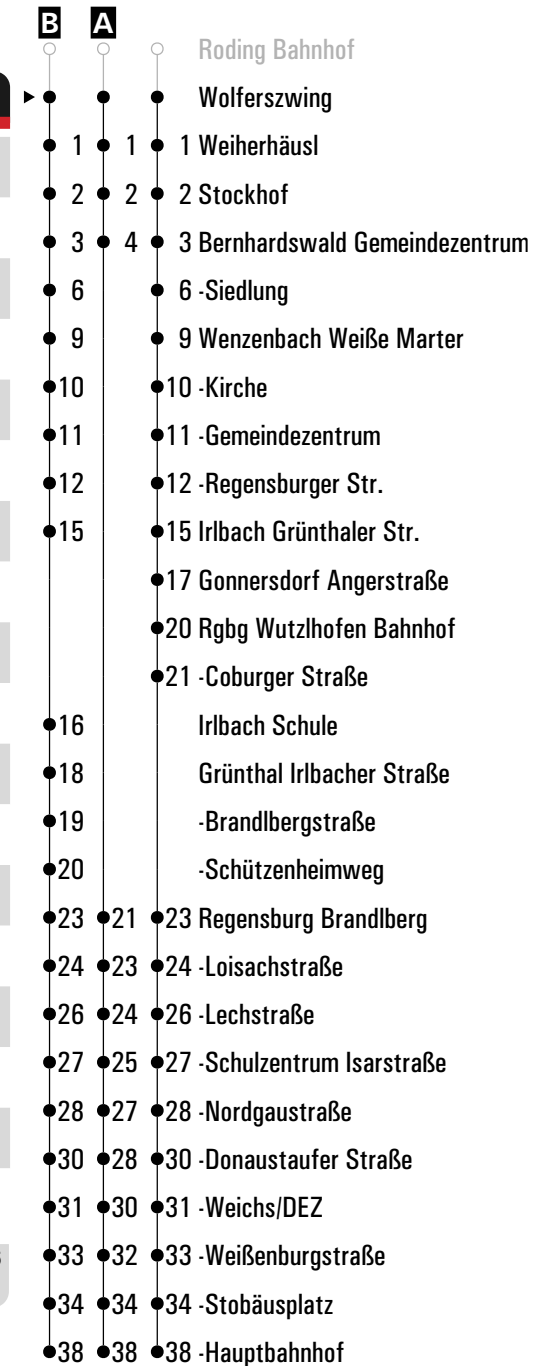 B A
Roding Bahnhof
Wolferszwing
1 1 1 Weiherhäusl
2 2 2 Stockhof
3 4 3 Bernhardswald Gemeindezentrum
6 6 -Siedlung
9 9 Wenzenbach Weiße Marter
10 10 -Kirche
11 11 -Gemeindezentrum
12 12 -Regensburger Str.
15 15 Irlbach Grünthaler Str.
17 Gonnersdorf Angerstraße
20 Rgbg Wutzlhofen Bahnhof
21 -Coburger Straße
16 Irlbach Schule
18 Grünthal Irlbacher Straße
19 -Brandlbergstraße
20 -Schützenheimweg
23 21 23 Regensburg Brandlberg
24 23 24 -Loisachstraße
26 24 26 -Lechstraße
27 25 27 -Schulzentrum Isarstraße
28 27 28 -Nordgaustraße
30 28 30 -Donaustaufer Straße
31 30 31 -Weichs/DEZ
33 32 33 -Weißenburgstraße
34 34 34 -Stobäusplatz
38 38 38 -Hauptbahnhof